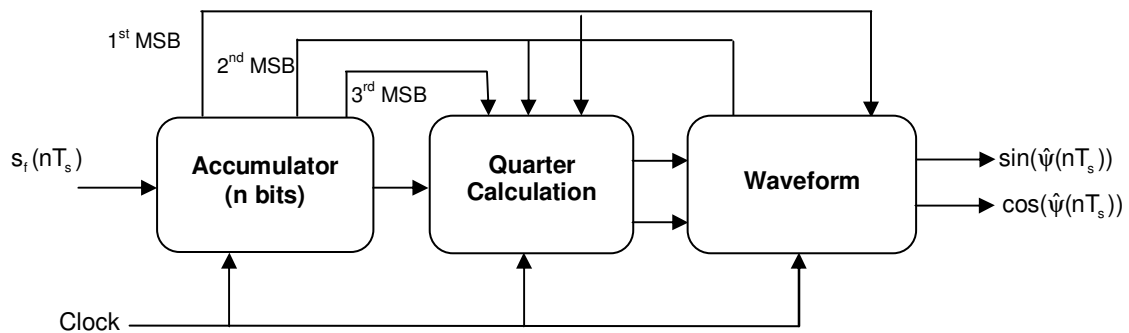 1st MSB
2nd MSB
3rd MSB
sf(nTs)
Accumulator
(n bits)
Quarter
Calculation
Waveform
sin(ψ̂(nTs))
cos(ψ̂(nTs))
Clock